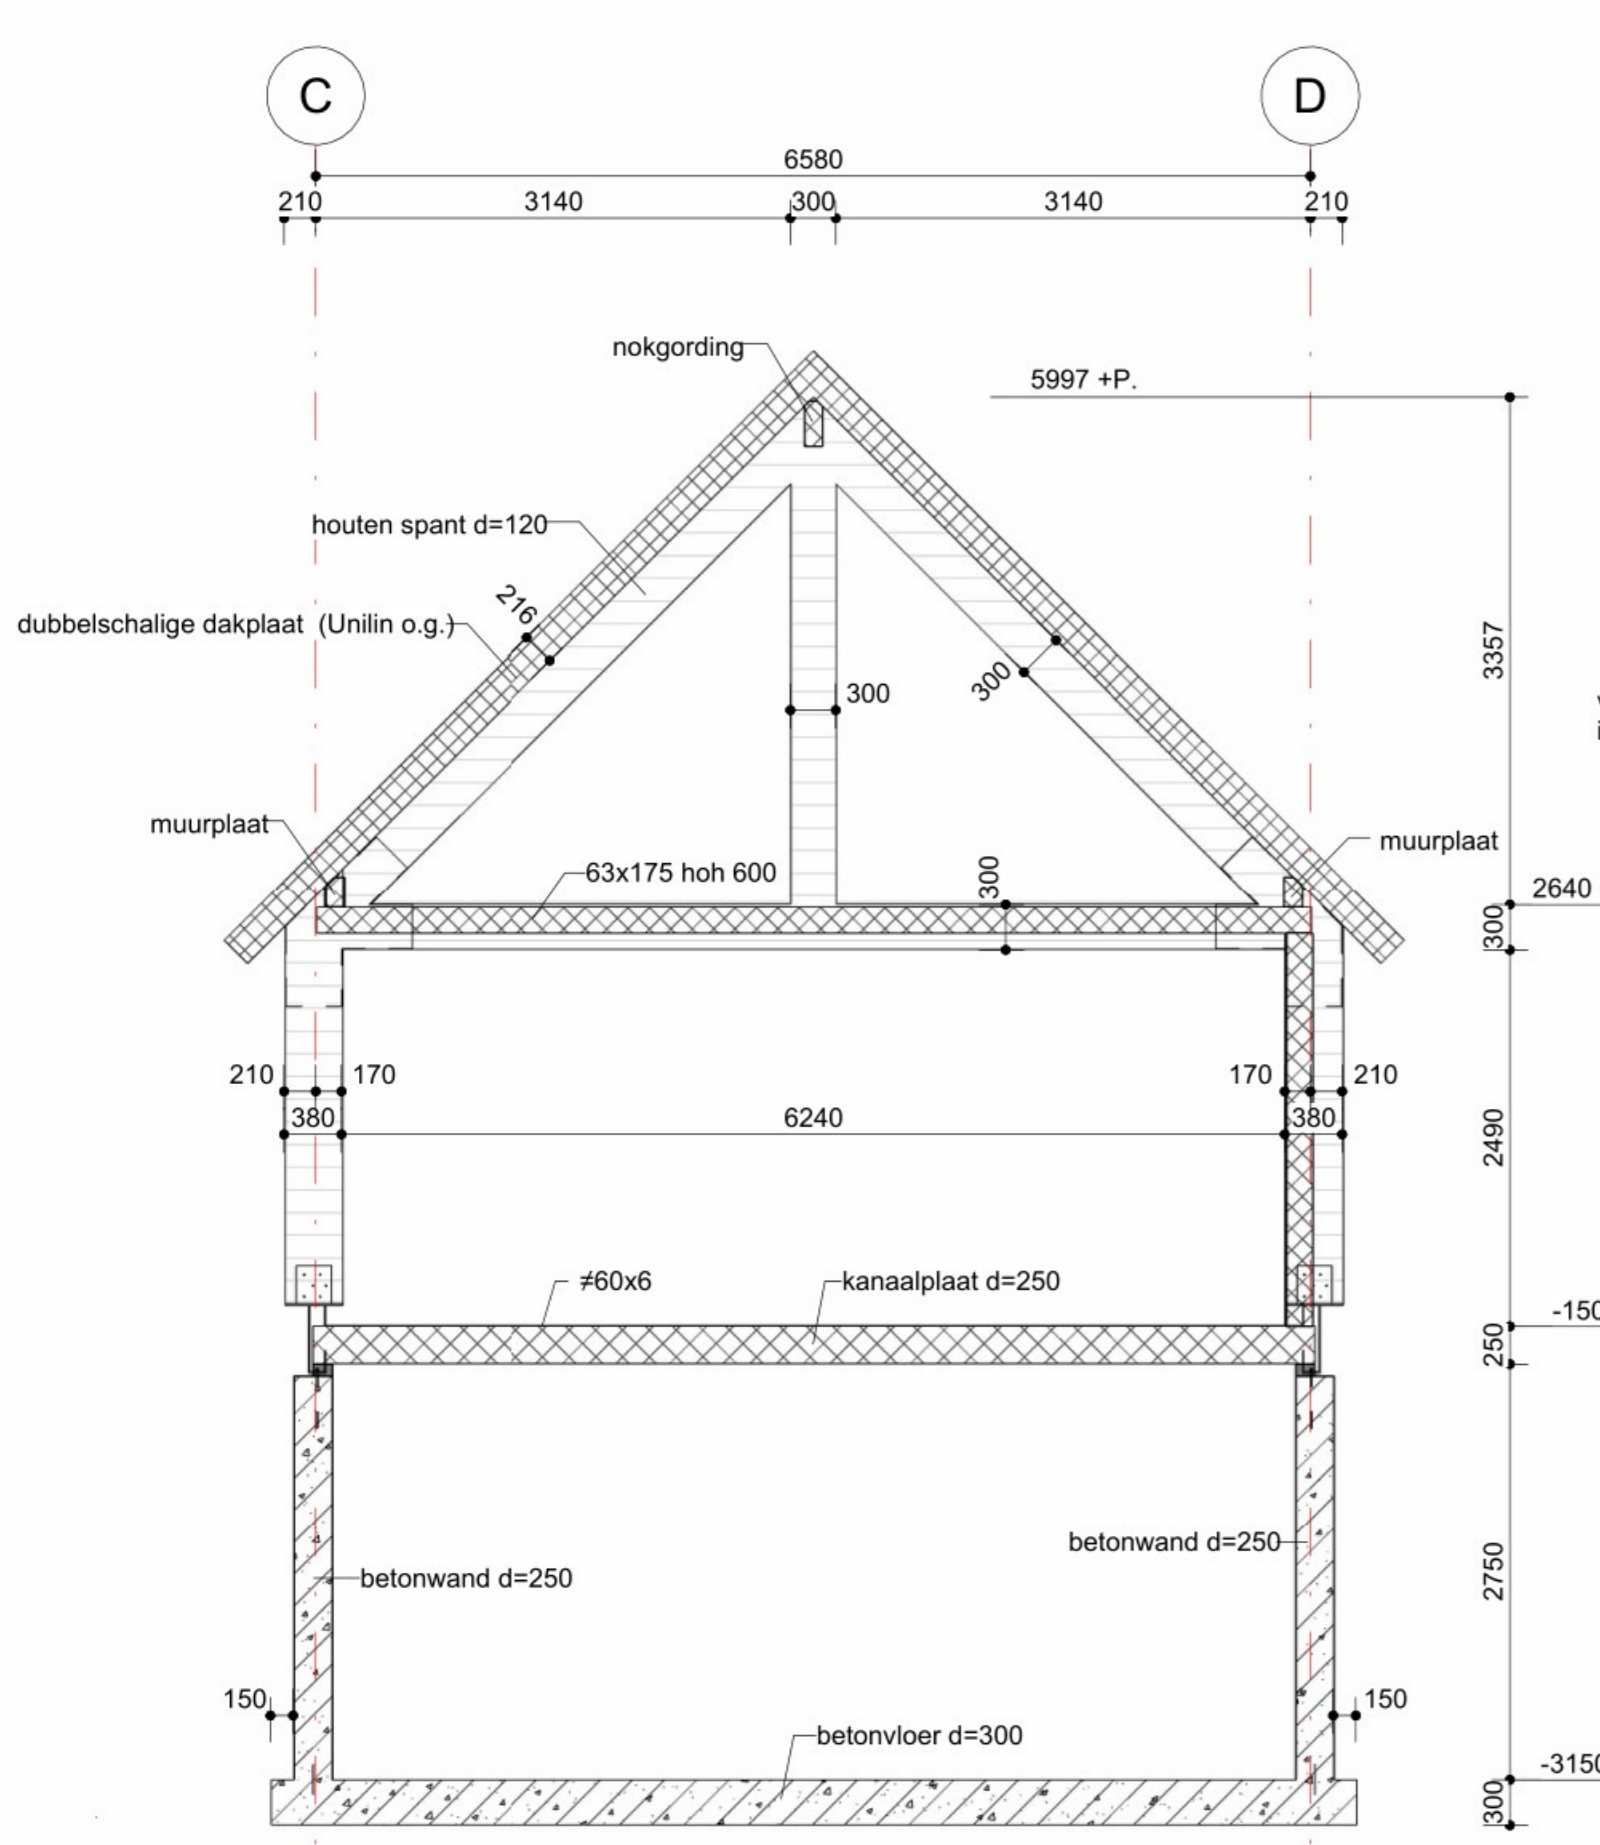 C
D
6580
210
3140
300
3140
210
nokgording
5997 +P.
houten spant d=120
216
dubbelschalige dakplaat (Unilin o.g.)
3357
300
300
muurplaat
muurplaat
63x175 hoh 600
300
2640
300
210
170
170
210
380
6240
380
2490
≠60x6
kanaalplaat d=250
-150
250
betonwand d=250
2750
betonwand d=250
150
150
betonvloer d=300
-3150
300